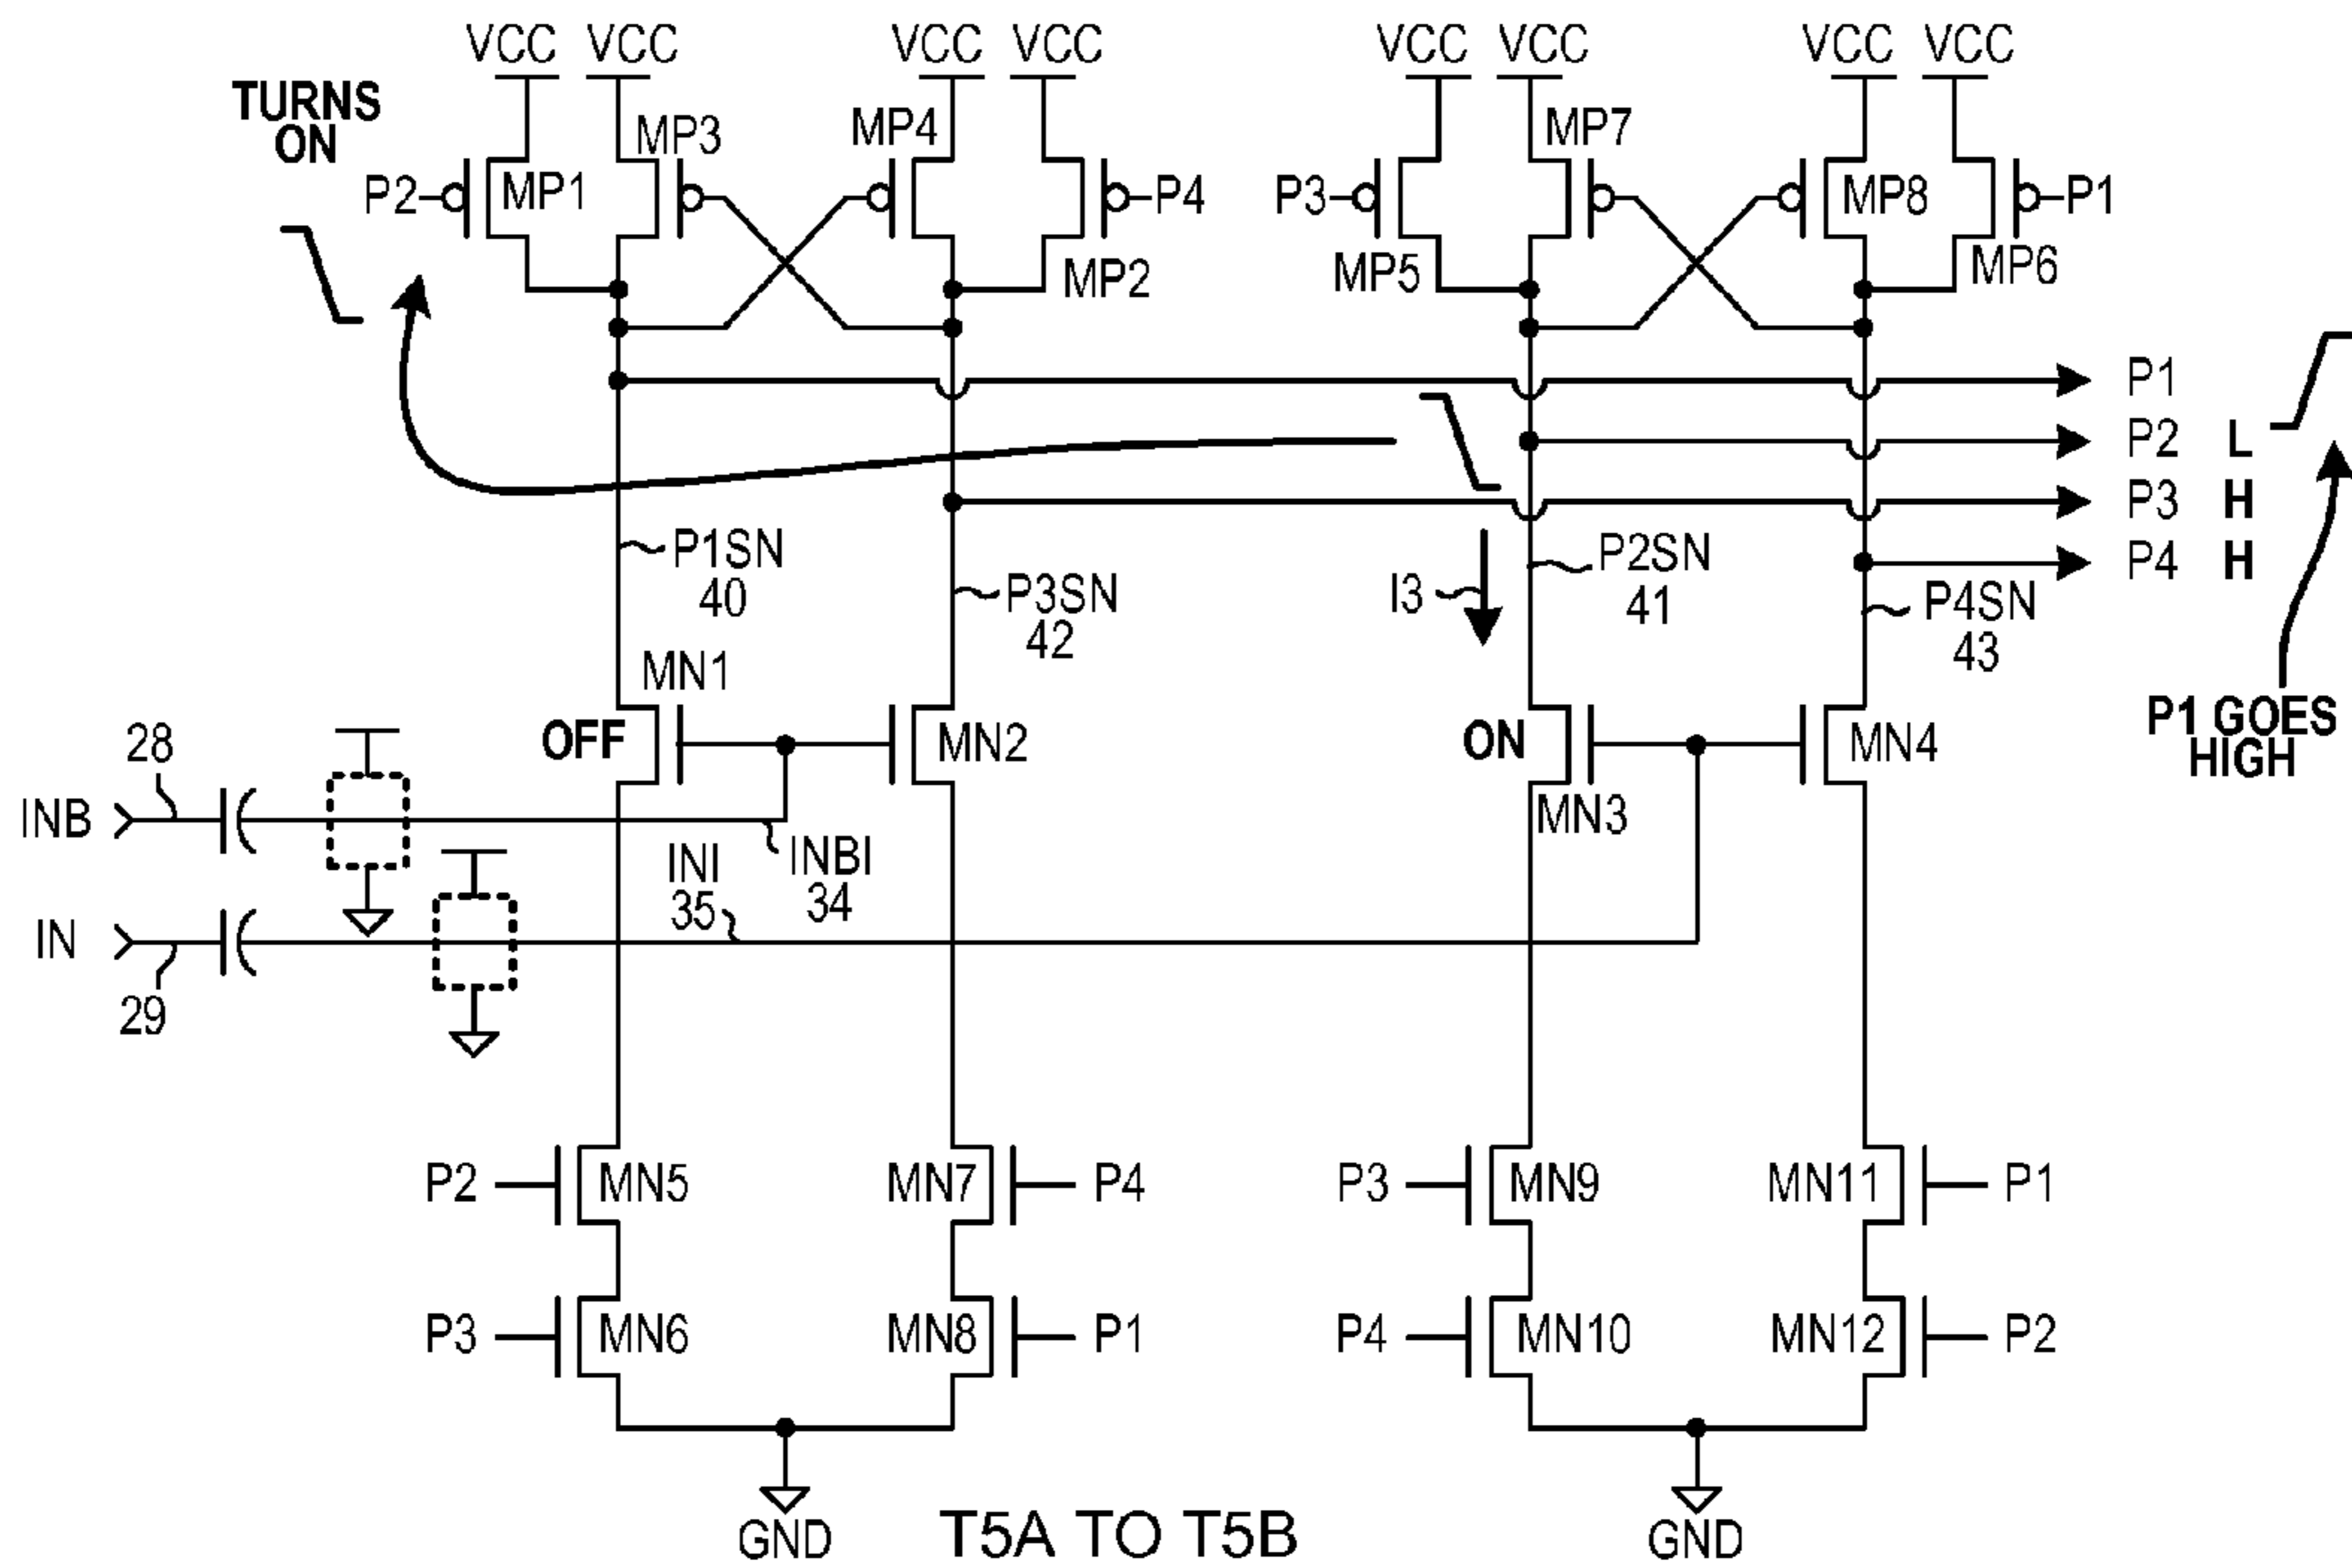 VCC VCC VCC VCC VCC VCC VCC VCC
TURNS
ON
MP3 MP4 MP7
P2 MP1 P4 P3 MP8 P1
MP2 MP5 MP6
P1
P2 L
P3 H
P4 H
P1SN
40
P3SN
42
I3
P2SN
41
P4SN
43
P1 GOES
HIGH
MN1
OFF MN2 ON MN4
MN3
28
INB
INI
35
INBI
34
IN
29
P2 MN5 MN7 P4 P3 MN9 MN11 P1
P3 MN6 MN8 P1 P4 MN10 MN12 P2
GND GND
T5A TO T5B